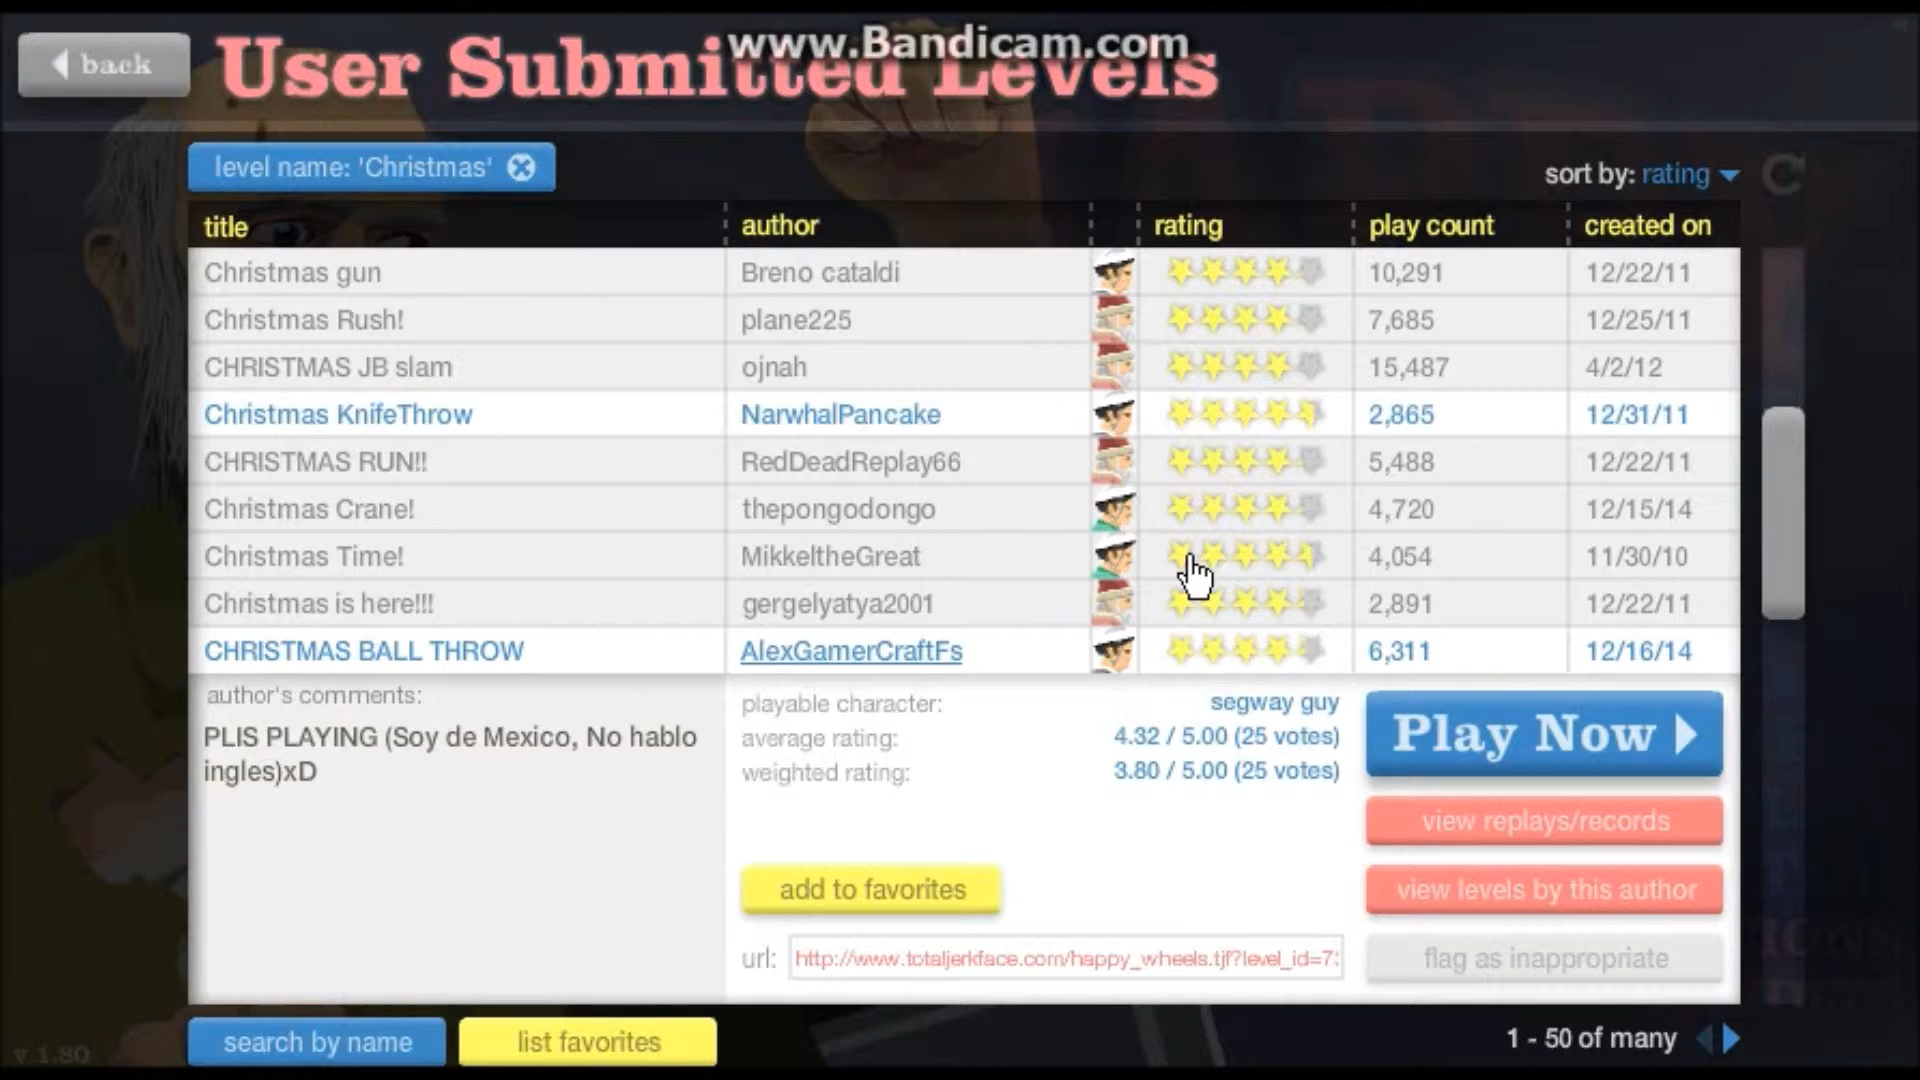 www.Bandicam.com
back
User Submitted Levels
level name: 'Christmas'
sort by: rating
title author rating play count created on
Christmas gun Breno cataldi 10,291 12/22/11
Christmas Rush! plane225 7,685 12/25/11
CHRISTMAS JB slam ojnah 15,487 4/2/12
Christmas KnifeThrow NarwhalPancake 2,865 12/31/11
CHRISTMAS RUN!! RedDeadReplay66 5,488 12/22/11
Christmas Crane! thepongodongo 4,720 12/15/14
Christmas Time! MikkeltheGreat 4,054 11/30/10
Christmas is here!!! gergelyatya2001 2,891 12/22/11
CHRISTMAS BALL THROW AlexGamerCraftFs 6,311 12/16/14
author's comments:
PLIS PLAYING (Soy de Mexico, No hablo
ingles)xD
playable character: segway guy
average rating: 4.32 / 5.00 (25 votes)
weighted rating: 3.80 / 5.00 (25 votes)
add to favorites
url: http://www.totaljerkface.com/happy_wheels.tjf?level_id=7
Play Now
view replays/records
view levels by this author
flag as inappropriate
search by name
list favorites
1 - 50 of many
v 1.80